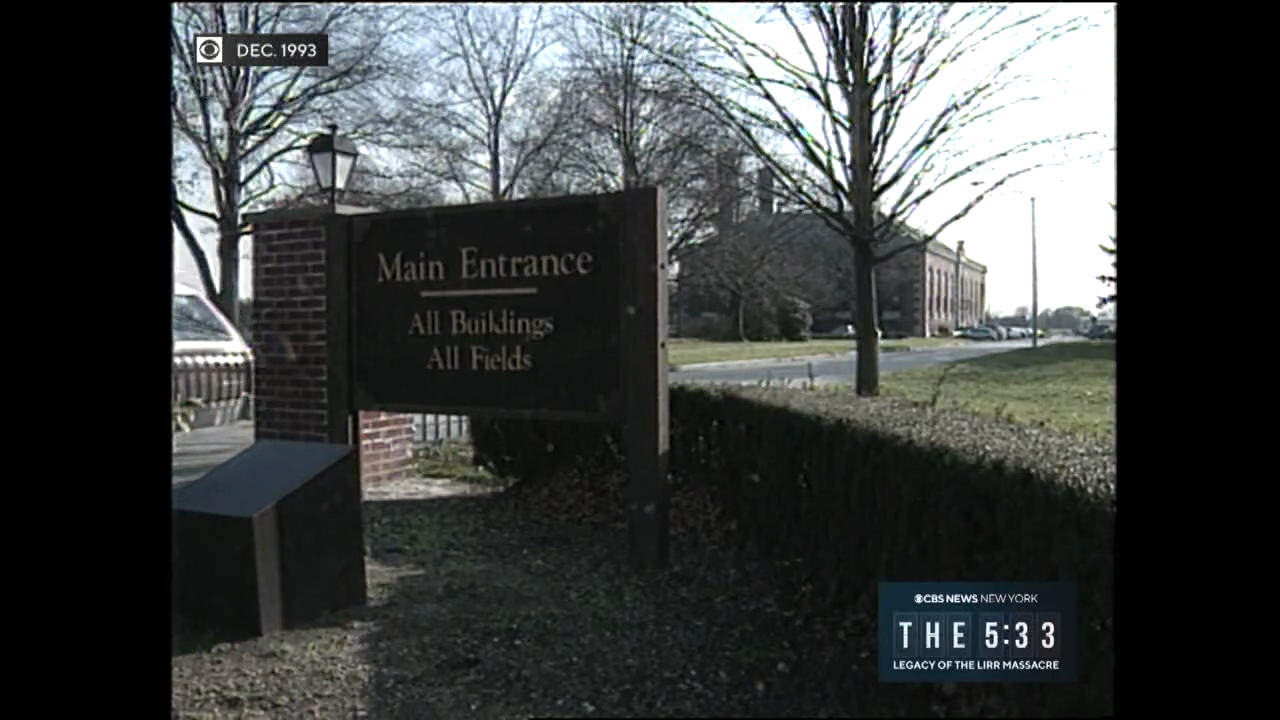 DEC. 1993
Main Entrance
All Buildings
All Fields
CBS NEWS NEW YORK
THE 5:33
LEGACY OF THE LIRR MASSACRE